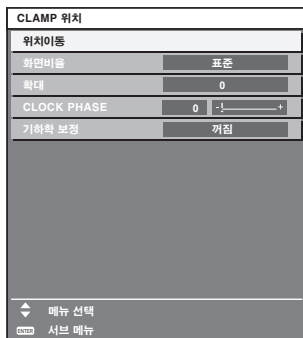 CLAMP 위치
위치이동
화면비율 표준
확대 0
CLOCK PHASE 0 - +
기하학 보정 꺼짐
메뉴 선택
ENTER 서브 메뉴